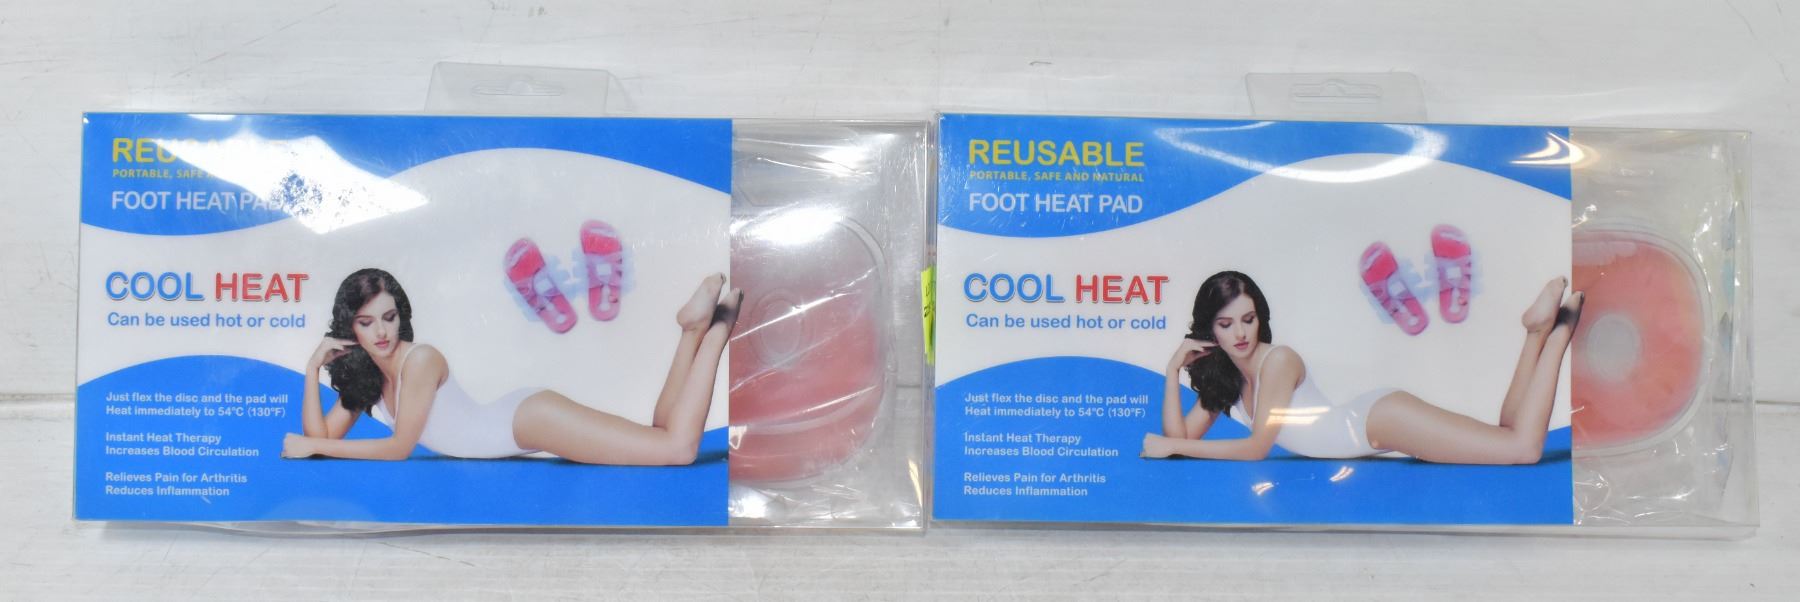 PORTABLE, SAFE
FOOT HEAT PAD
COOL HEAT
Can be used hot or cold
Just flex the disc and the pad will
Heat immediately to 54°C (130°F)
Instant Heat Therapy
Increases Blood Circulation
Relieves Pain for Arthritis
Reduces Inflammation
REUSABLE
PORTABLE, SAFE AND NATURAL
FOOT HEAT PAD
COOL HEAT
Can be used hot or cold
Just flex the disc and the pad will
Heat immediately to 54°C (130°F)
Instant Heat Therapy
Increases Blood Circulation
Relieves Pain for Arthritis
Reduces Inflammation